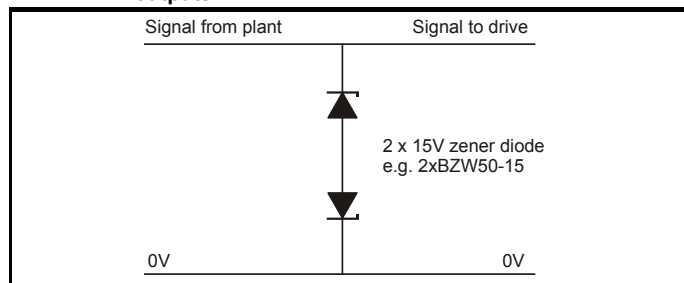 Signal from plant Signal to drive
2 x 15V zener diode
e.g. 2xBZW50-15
0V 0V